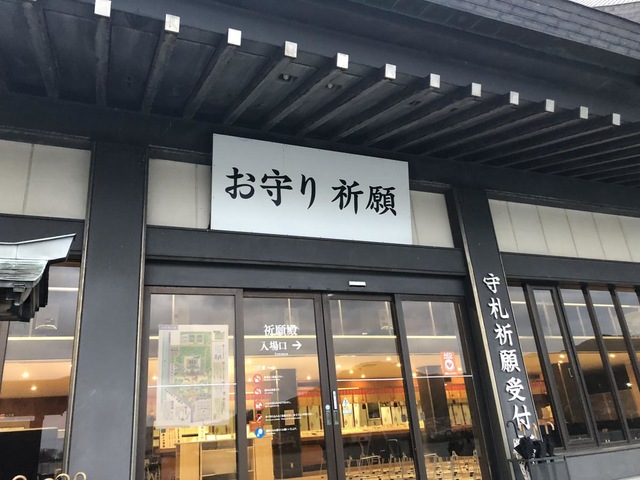 お守り 祈願
祈願殿
入場口 →
守札祈願受付